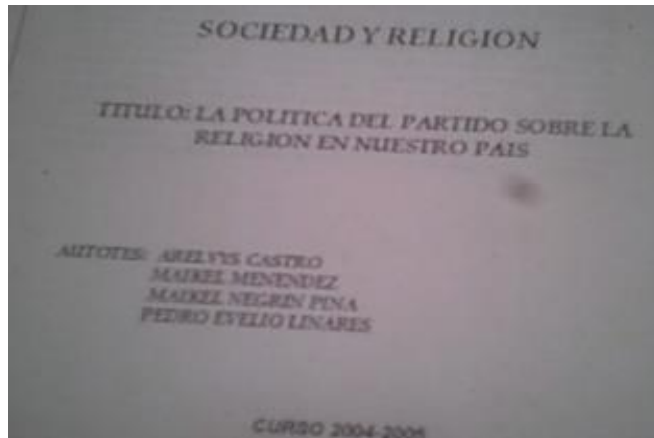 SOCIEDAD Y RELIGION
TITULO: LA POLITICA DEL PARTIDO SOBRE LA
RELIGION EN NUESTRO PAIS
AUTOTES: ARELVYS CASTRO
MAIKEL MENENDEZ
MAIKEL NEGRIN PINA
PEDRO EVELIO LINARES
CURSO 2004-2005